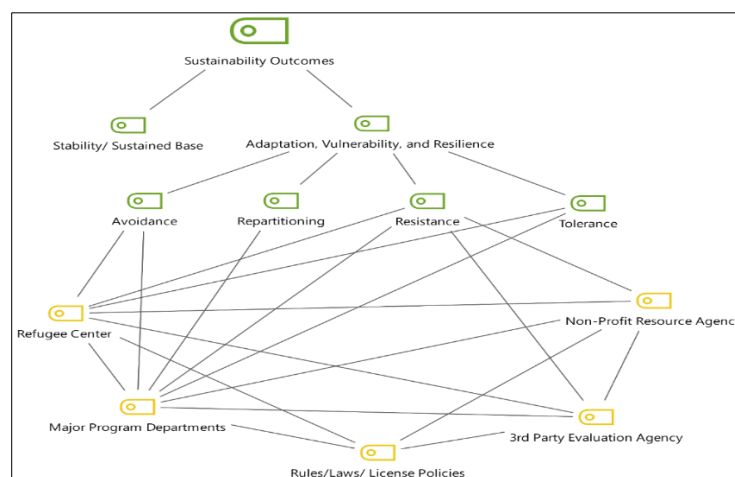 Sustainability Outcomes
Stability/ Sustained Base
Adaptation, Vulnerability, and Resilience
Avoidance
Repartitioning
Resistance
Tolerance
Refugee Center
Non-Profit Resource Agenc
Major Program Departments
3rd Party Evaluation Agency
Rules/Laws/ License Policies